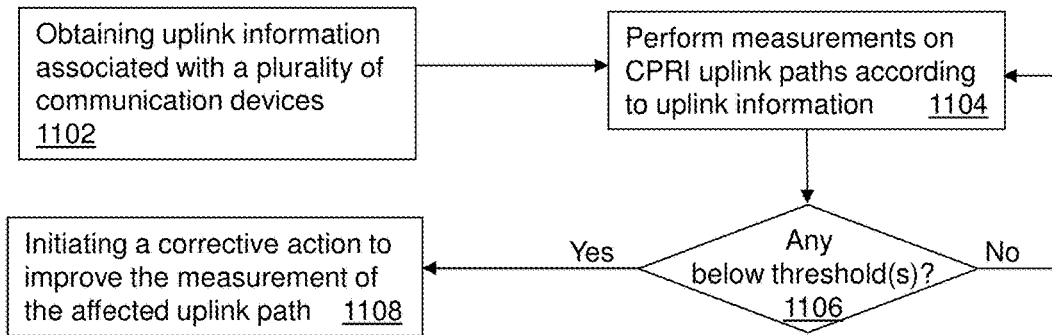 Obtaining uplink information
associated with a plurality of
communication devices
1102
Perform measurements on
CPRI uplink paths according
to uplink information 1104
Any
below threshold(s)?
1106
Yes
No
Initiating a corrective action to
improve the measurement of
the affected uplink path 1108